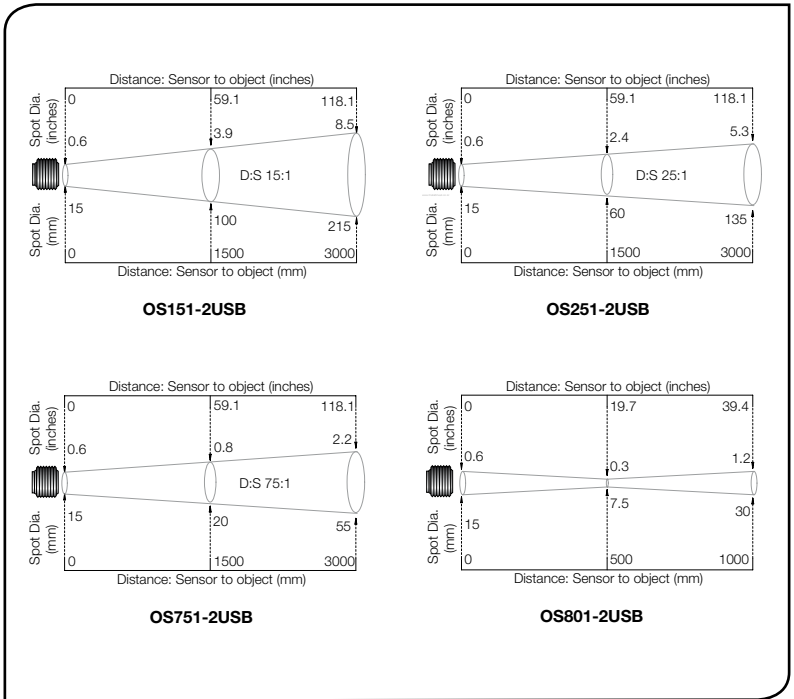 Distance: Sensor to object (inches)
Spot Dia.
(inches)
0
59.1
118.1
0.6
3.9
8.5
D:S 15:1
Spot Dia.
(mm)
15
100
215
0
1500
3000
Distance: Sensor to object (mm)
OS151-2USB
Distance: Sensor to object (inches)
Spot Dia.
(inches)
0
59.1
118.1
0.6
2.4
5.3
D:S 25:1
Spot Dia.
(mm)
15
60
135
0
1500
3000
Distance: Sensor to object (mm)
OS251-2USB
Distance: Sensor to object (inches)
Spot Dia.
(inches)
0
59.1
118.1
0.6
0.8
2.2
D:S 75:1
Spot Dia.
(mm)
15
20
55
0
1500
3000
Distance: Sensor to object (mm)
OS751-2USB
Distance: Sensor to object (inches)
Spot Dia.
(inches)
0
19.7
39.4
0.6
0.3
1.2
Spot Dia.
(mm)
15
7.5
30
0
500
1000
Distance: Sensor to object (mm)
OS801-2USB